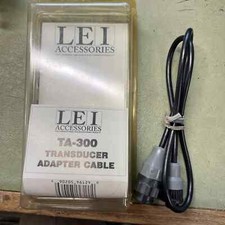 LEI
ACCESSORIES
LEI
ACCESSORIES
TA-300
TRANSDUCER
ADAPTER CABLE